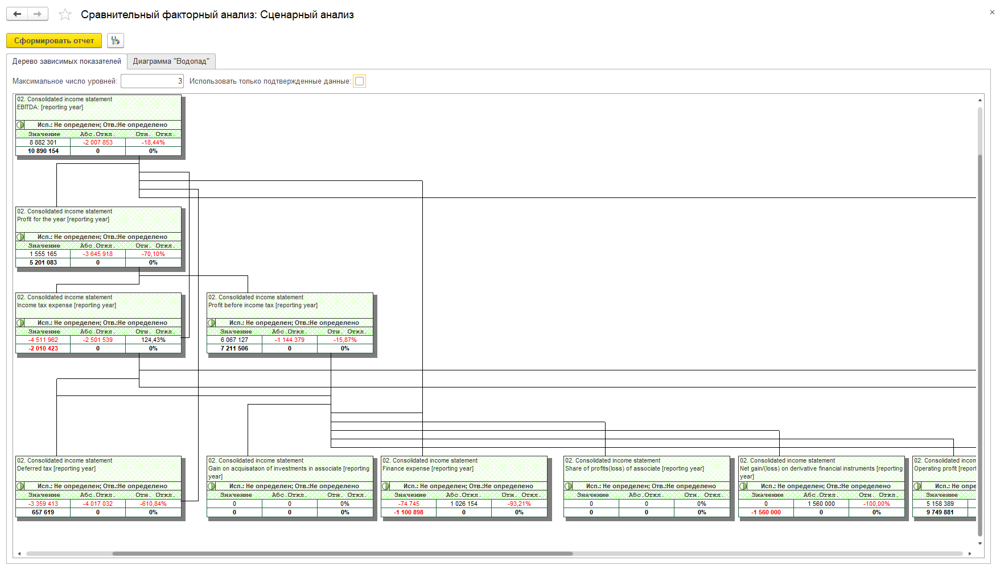 Сравнительный факторный анализ: Сценарный анализ
Сформировать отчет
Дерево зависимых показателей
Диаграмма "Водопад"
Максимальное число уровней:
3
Использовать только подтвержденные данные:
02. Consolidated income statement
EBITDA: [reporting year]
Исп.: Не определен; Отв.:Не определено
Значение Абс.Откл. Отн. Откл.
8 882 301 -2 007 853 -18,44%
10 890 154 0 0%
02. Consolidated income statement
Profit for the year [reporting year]
Исп.: Не определен; Отв.:Не определено
Значение Абс.Откл. Отн. Откл.
1 555 165 -3 645 918 -70,10%
5 201 083 0 0%
02. Consolidated income statement
Income tax expense [reporting year]
Исп.: Не определен; Отв.:Не определено
Значение Абс.Откл. Отн. Откл.
-4 511 962 -2 501 539 124,43%
-2 010 423 0 0%
02. Consolidated income statement
Profit before income tax [reporting year]
Исп.: Не определен; Отв.:Не определено
Значение Абс.Откл. Отн. Откл.
6 067 127 -1 144 379 -15,87%
7 211 506 0 0%
02. Consolidated income statement
Deferred tax [reporting year]
Исп.: Не определен; Отв.:Не определено
Значение Абс.Откл. Отн. Откл.
-3 359 413 -4 017 032 -610,84%
657 619 0 0%
02. Consolidated income statement
Gain on acquisataon of investments in associate [reporting
year]
Исп.: Не определен; Отв.:Не определено
Значение Абс.Откл. Отн. Откл.
0 0 0%
0 0 0%
02. Consolidated income statement
Finance expense [reporting year]
Исп.: Не определен; Отв.:Не определено
Значение Абс.Откл. Отн. Откл.
-74 745 1 026 154 -93,21%
-1 100 898 0 0%
02. Consolidated income statement
Share of profits(loss) of associate [reporting year]
Исп.: Не определен; Отв.:Не определено
Значение Абс.Откл. Отн. Откл.
0 0 0%
0 0 0%
02. Consolidated income statement
Net gain/(loss) on derivative financial instruments [reporting
year]
Исп.: Не определен; Отв.:Не определено
Значение Абс.Откл. Отн. Откл.
0 1 560 000 -100,00%
-1 560 000 0 0%
02. Consolidated incom
Operating profit [report
Исп.: Не опре
Значение
5 158 389
9 749 881